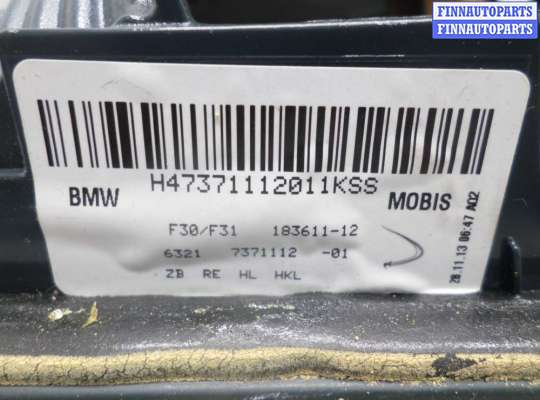 FINNAUTOPARTS
FINNAUTOPARTS
FINNAUTOPARTS
H47371112011KSS
BMW
MOBIS
F30/F31 183611-12
6321 7371112 -01
ZB RE HL HKL
28.11.13 06:47 A02